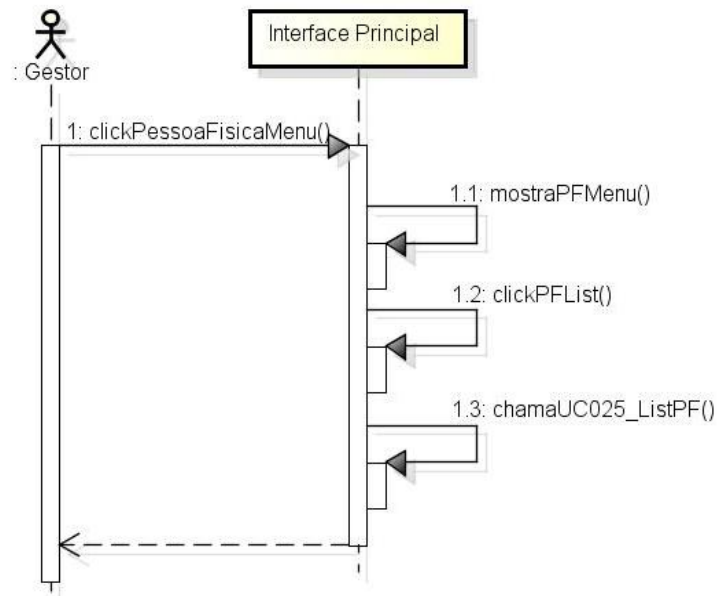 Interface Principal
: Gestor
1: clickPessoaFisicaMenu()
1.1: mostraPFMenu()
1.2: clickPFList()
1.3: chamaUC025_ListPF()